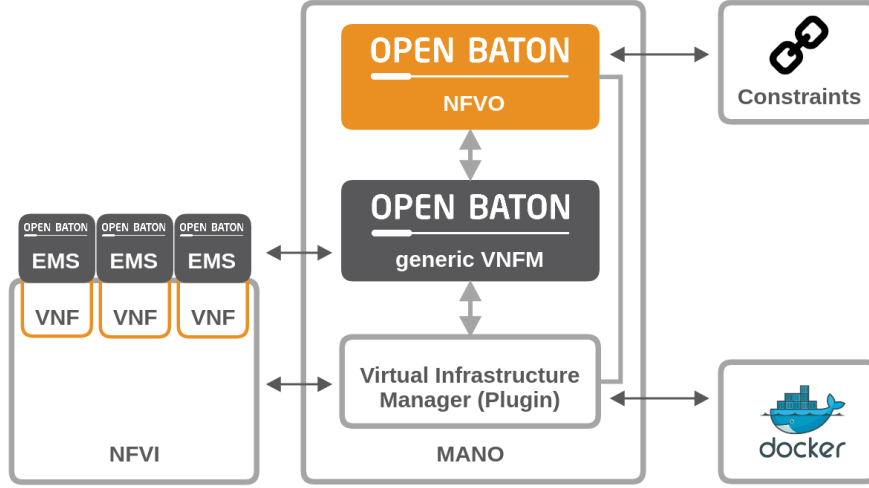 OPEN BATON
NFVO
Constraints
OPEN BATON
generic VNFM
OPEN BATON
OPEN BATON
OPEN BATON
EMS
EMS
EMS
VNF
VNF
VNF
Virtual Infrastructure
Manager (Plugin)
docker
NFVI
MANO